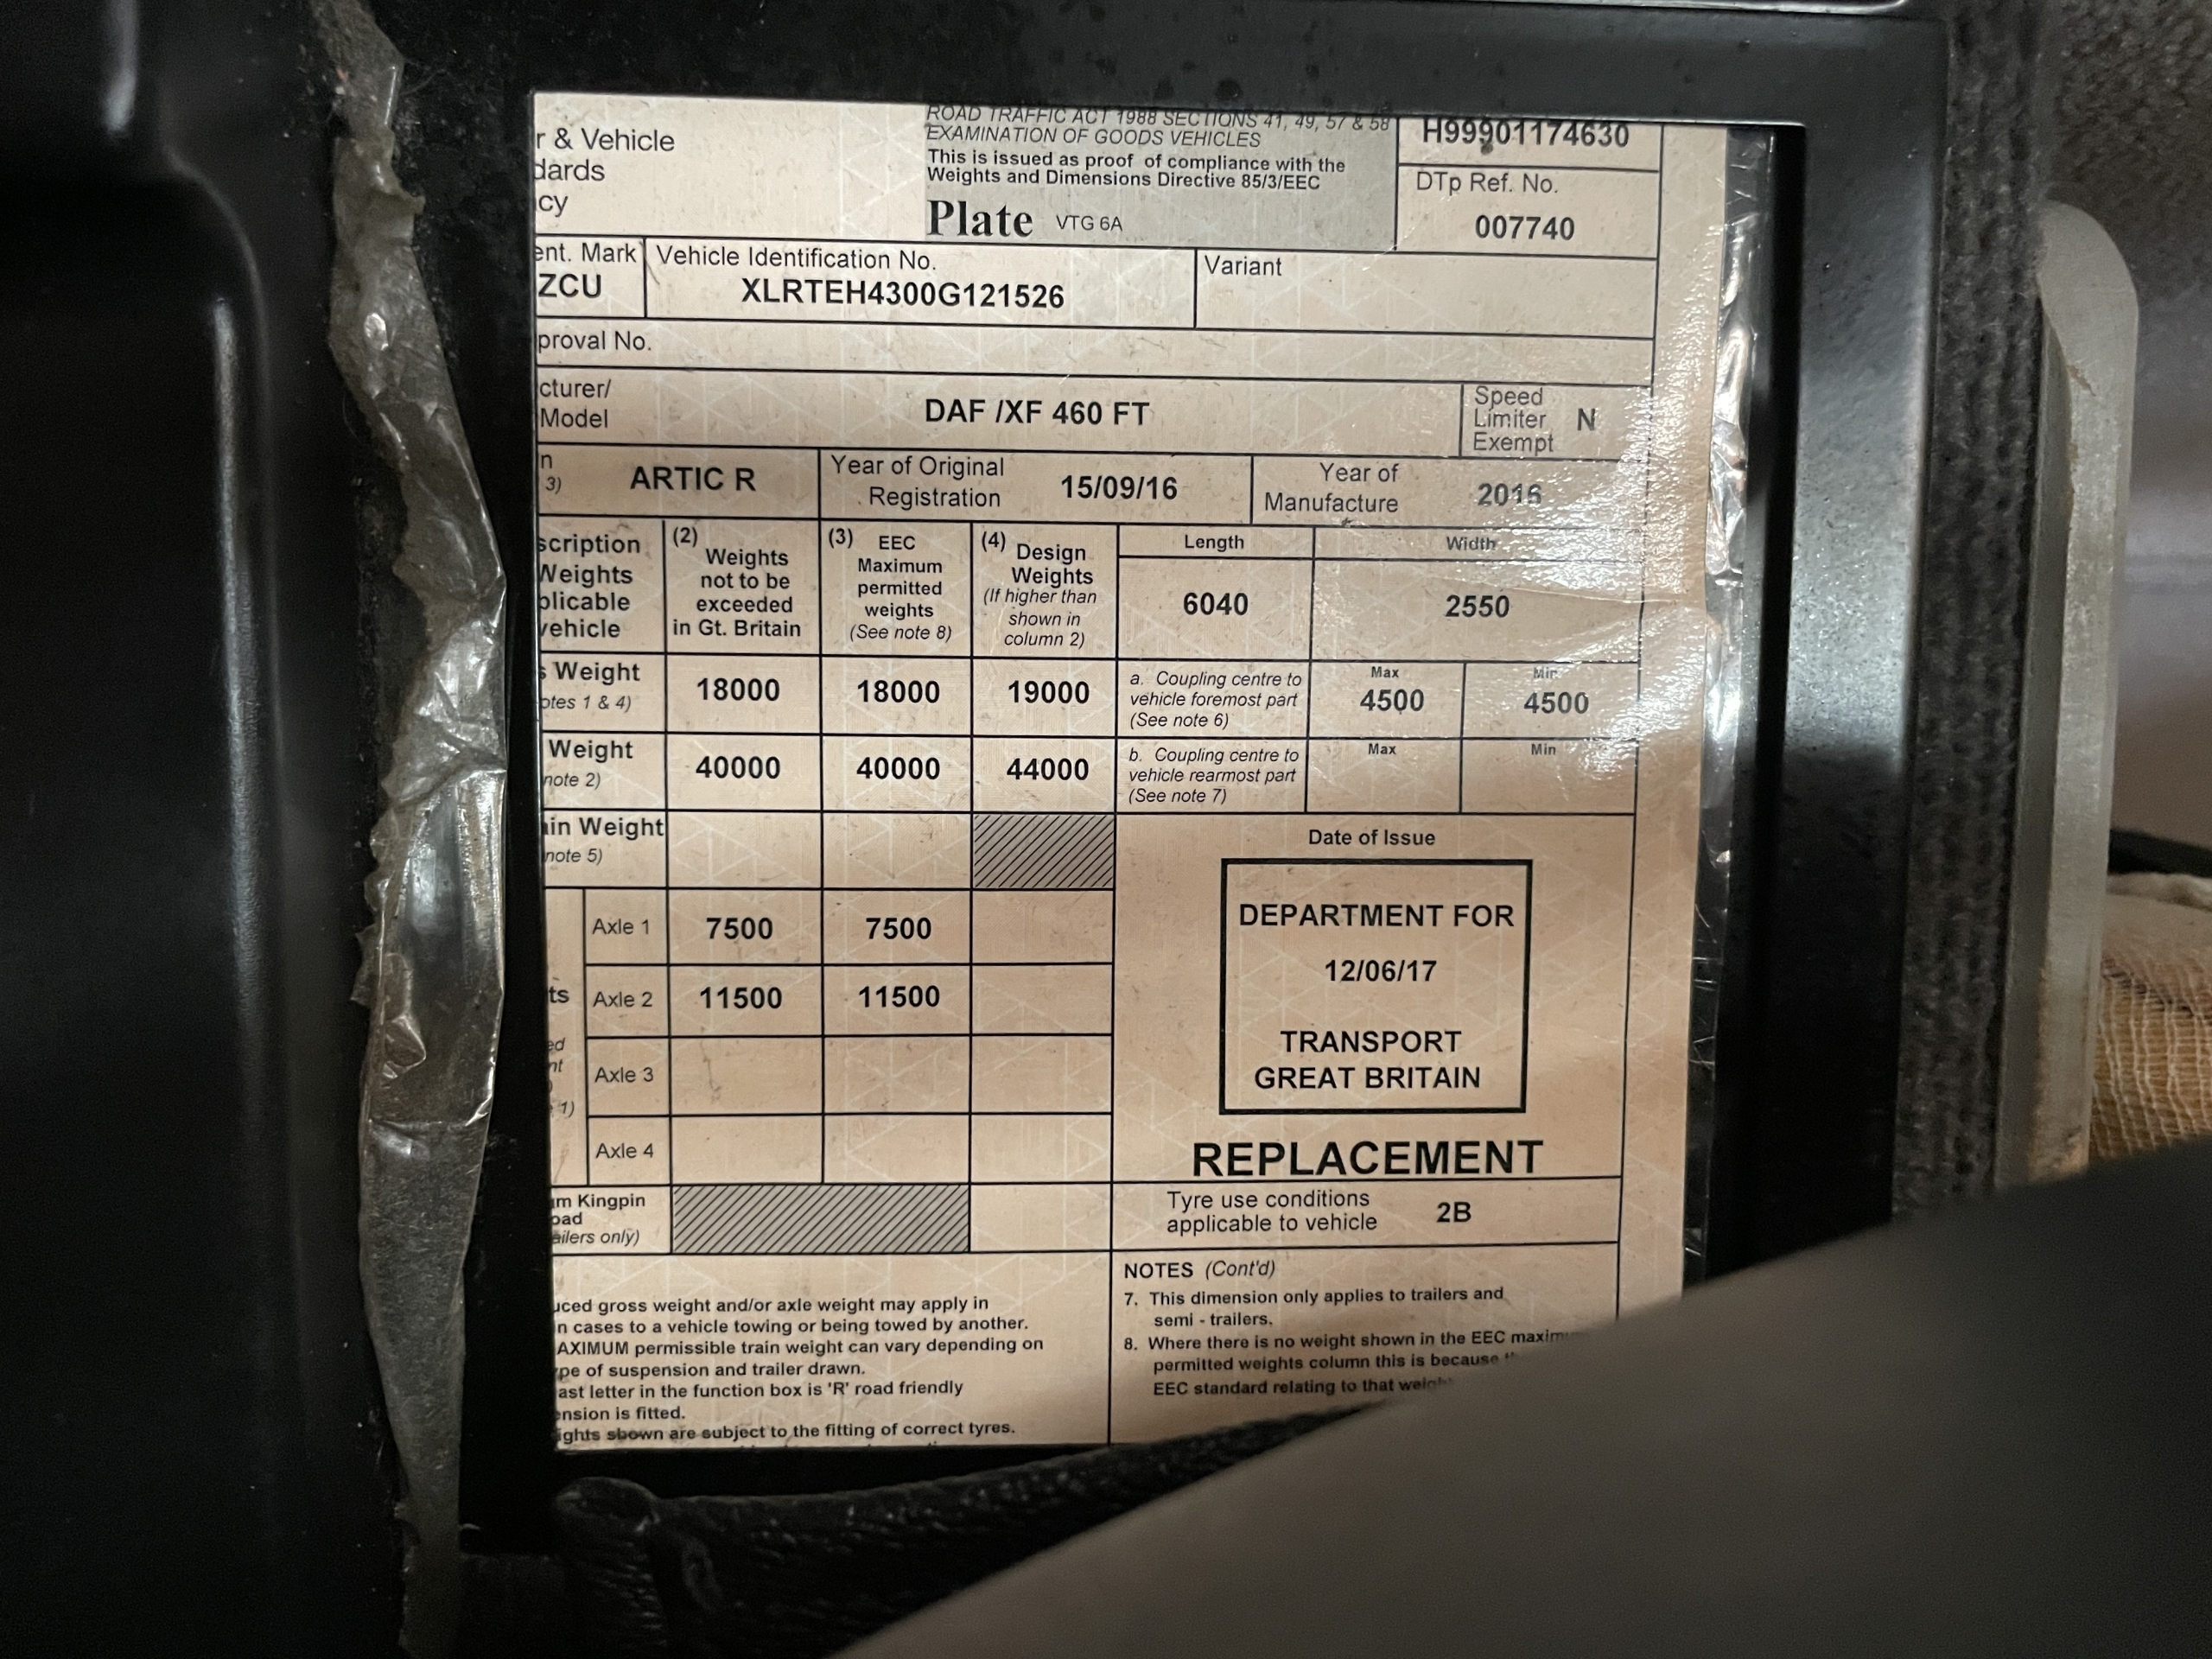 r & Vehicle
dards
cy
ROAD TRAFFIC ACT 1988 SECTIONS 41, 49, 57 & 58
EXAMINATION OF GOODS VEHICLES
This is issued as proof of compliance with the
Weights and Dimensions Directive 85/3/EEC
Plate VTG 6A
H99901174630
DTp Ref. No.
007740
ent. Mark
ZCU
Vehicle Identification No.
XLRTEH4300G121526
Variant
proval No.
cturer/
Model
DAF /XF 460 FT
Speed
Limiter
Exempt
N
n
3)
ARTIC R
Year of Original
Registration
15/09/16
Year of
Manufacture
2016
scription
Weights
plicable
vehicle
(2) Weights
not to be
exceeded
in Gt. Britain
(3) EEC
Maximum
permitted
weights
(See note 8)
(4) Design
Weights
(If higher than
shown in
column 2)
Length
6040
Width
2550
s Weight
otes 1 & 4)
18000
18000
19000
a. Coupling centre to
vehicle foremost part
(See note 6)
Max
4500
Min
4500
Weight
note 2)
40000
40000
44000
b. Coupling centre to
vehicle rearmost part
(See note 7)
Max
Min
in Weight
note 5)
Date of Issue
DEPARTMENT FOR
12/06/17
TRANSPORT
GREAT BRITAIN
REPLACEMENT
ts
ed
nt
1)
Axle 1
7500
7500
Axle 2
11500
11500
Axle 3
Axle 4
m Kingpin
oad
ailers only)
Tyre use conditions
applicable to vehicle
2B
uced gross weight and/or axle weight may apply in
n cases to a vehicle towing or being towed by another.
AXIMUM permissible train weight can vary depending on
ype of suspension and trailer drawn.
ast letter in the function box is 'R' road friendly
ension is fitted.
ights shown are subject to the fitting of correct tyres.
NOTES (Cont'd)
7. This dimension only applies to trailers and
semi - trailers.
8. Where there is no weight shown in the EEC maxim
permitted weights column this is because
EEC standard relating to that weigh